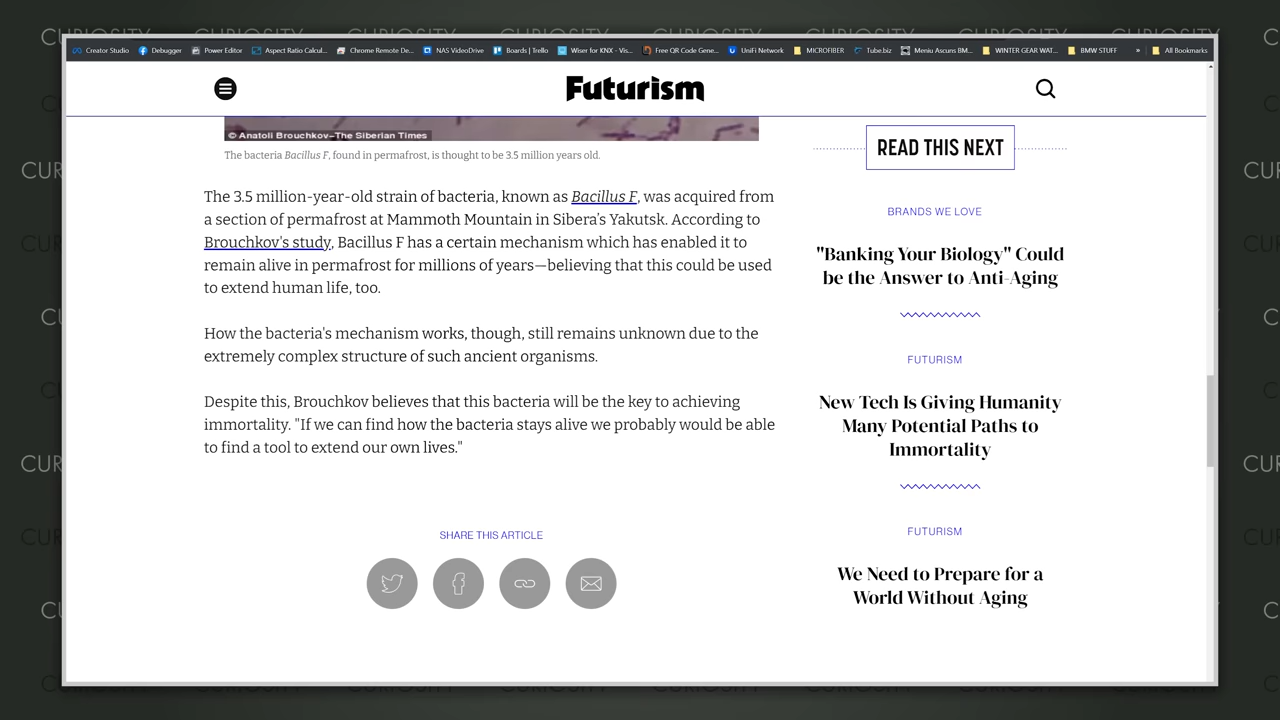 CURIOSITY
Creator Studio
Debugger
Power Editor
Aspect Ratio Calcul...
Chrome Remote De...
NAS VideoDrive
Boards | Trello
Wiser for KNX - Vis...
Free QR Code Gene...
UniFi Network
MICROFIBER
Tube.biz
Meniu Ascuns BM...
WINTER GEAR WAT...
BMW STUFF
»
All Bookmarks
Futurism
© Anatoli Brouchkov–The Siberian Times
The bacteria Bacillus F, found in permafrost, is thought to be 3.5 million years old.
The 3.5 million-year-old strain of bacteria, known as Bacillus F, was acquired from
a section of permafrost at Mammoth Mountain in Sibera's Yakutsk. According to
Brouchkov's study, Bacillus F has a certain mechanism which has enabled it to
remain alive in permafrost for millions of years—believing that this could be used
to extend human life, too.
How the bacteria's mechanism works, though, still remains unknown due to the
extremely complex structure of such ancient organisms.
Despite this, Brouchkov believes that this bacteria will be the key to achieving
immortality. "If we can find how the bacteria stays alive we probably would be able
to find a tool to extend our own lives."
SHARE THIS ARTICLE
READ THIS NEXT
BRANDS WE LOVE
"Banking Your Biology" Could
be the Answer to Anti-Aging
FUTURISM
New Tech Is Giving Humanity
Many Potential Paths to
Immortality
FUTURISM
We Need to Prepare for a
World Without Aging